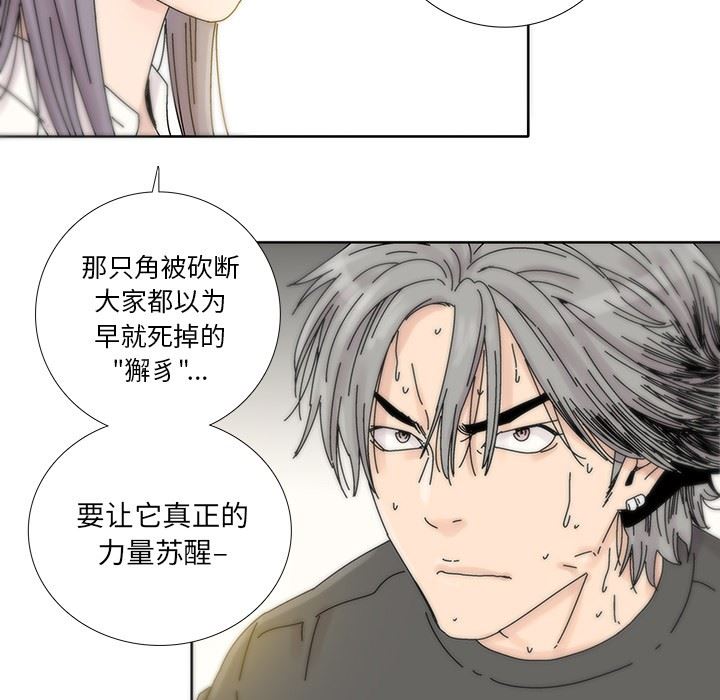 那只角被砍断
大家都以为
早就死掉的
"獬豸"...
要让它真正的
力量苏醒–